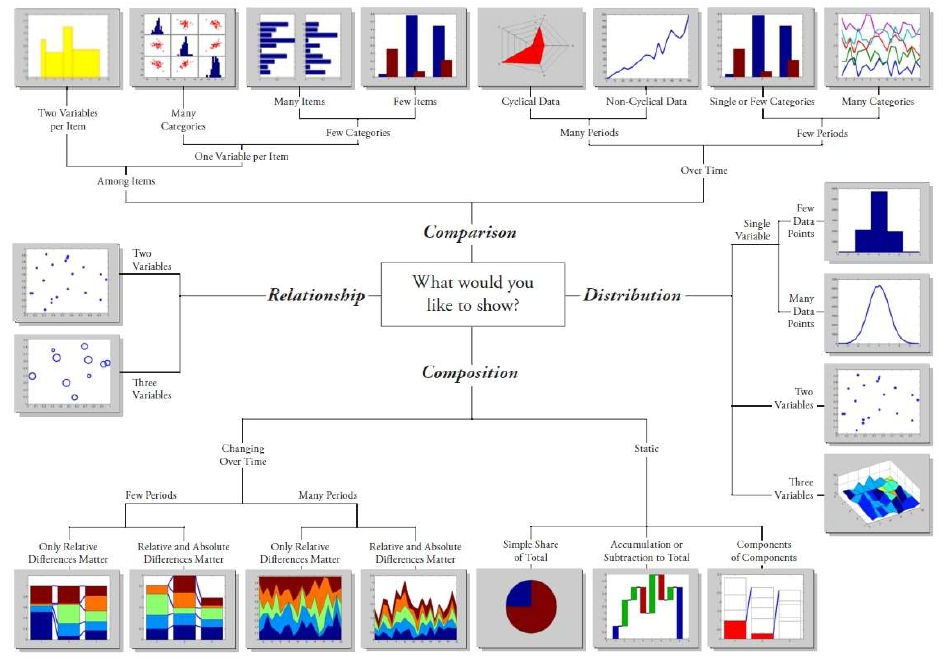 Two Variables
per Item
Many
Categories
Many Items
Few Items
Cyclical Data
Non-Cyclical Data
Single or Few Categories
Many Categories
Few Categories
Many Periods
Few Periods
One Variable per Item
Over Time
Among Items
Comparison
Two
Variables
Relationship
What would you
like to show?
Distribution
Single
Variable
Few
Data
Points
Many
Data
Points
Three
Variables
Composition
Two
Variables
Changing
Over Time
Static
Three
Variables
Few Periods
Many Periods
Only Relative
Differences Matter
Relative and Absolute
Differences Matter
Only Relative
Differences Matter
Relative and Absolute
Differences Matter
Simple Share
of Total
Accumulation or
Subtraction to Total
Components
of Components